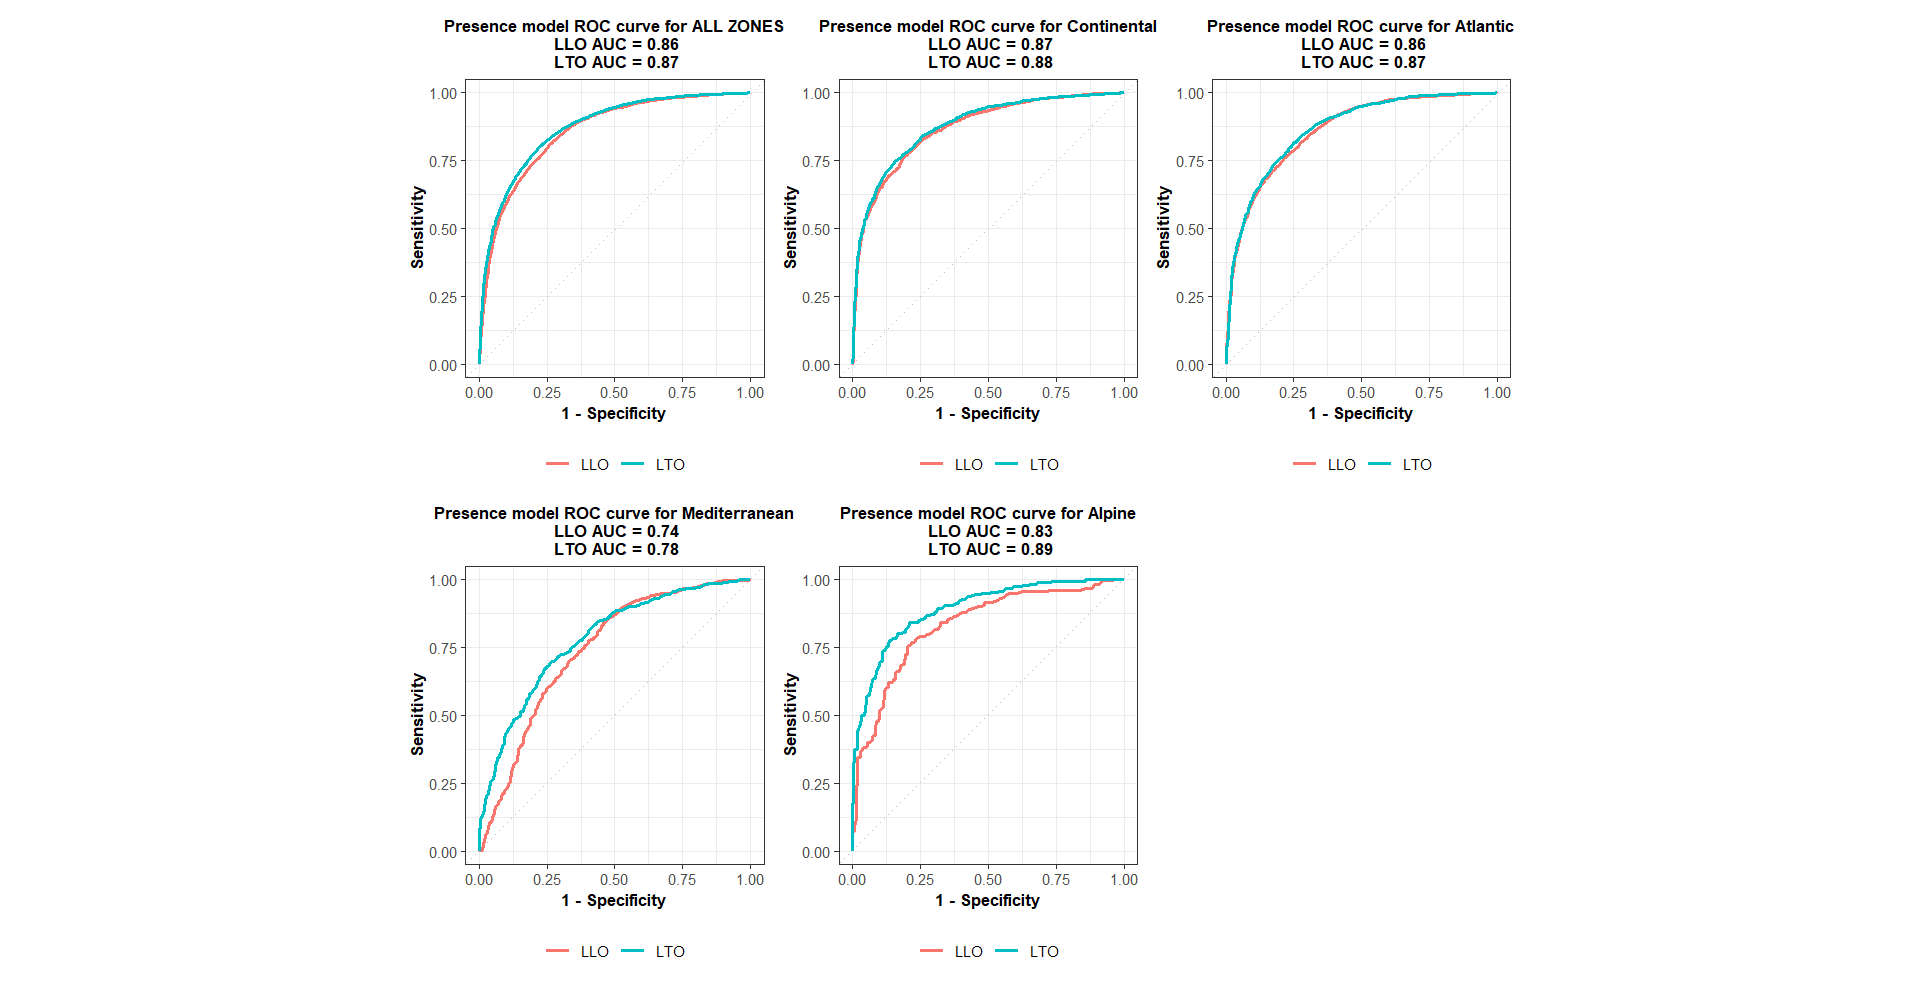 Presence model ROC curve for ALL ZONES
LLO AUC = 0.86
LTO AUC = 0.87
1.00
0.75
0.50
0.25
0.00
Sensitivity
0.00 0.25 0.50 0.75 1.00
1 - Specificity
LLO LTO
Presence model ROC curve for Continental
LLO AUC = 0.87
LTO AUC = 0.88
1.00
0.75
0.50
0.25
0.00
Sensitivity
0.00 0.25 0.50 0.75 1.00
1 - Specificity
LLO LTO
Presence model ROC curve for Atlantic
LLO AUC = 0.86
LTO AUC = 0.87
1.00
0.75
0.50
0.25
0.00
Sensitivity
0.00 0.25 0.50 0.75 1.00
1 - Specificity
LLO LTO
Presence model ROC curve for Mediterranean
LLO AUC = 0.74
LTO AUC = 0.78
1.00
0.75
0.50
0.25
0.00
Sensitivity
0.00 0.25 0.50 0.75 1.00
1 - Specificity
LLO LTO
Presence model ROC curve for Alpine
LLO AUC = 0.83
LTO AUC = 0.89
1.00
0.75
0.50
0.25
0.00
Sensitivity
0.00 0.25 0.50 0.75 1.00
1 - Specificity
LLO LTO